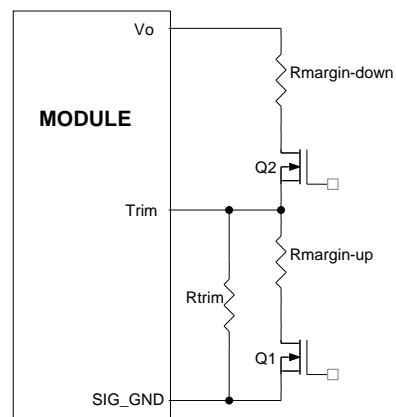 Vo
Rmargin-down
MODULE
Q2
Trim
Rmargin-up
Rtrim
Q1
SIG_GND